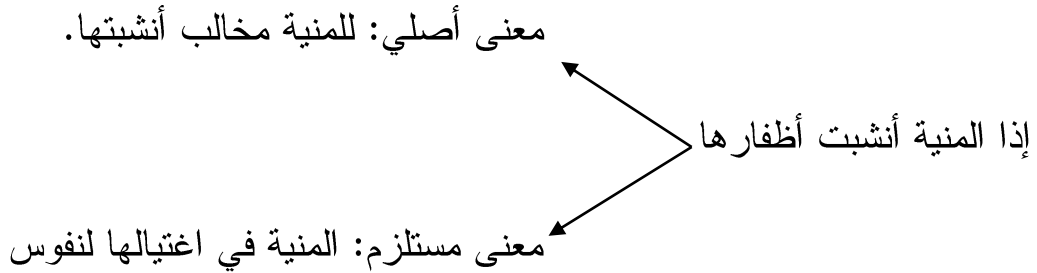 معنى أصلي: للمنية مخالب أنشبتها.
إذا المنية أنشبت أظفارها
معنى مستلزم: المنية في اغتيالها لنفوس